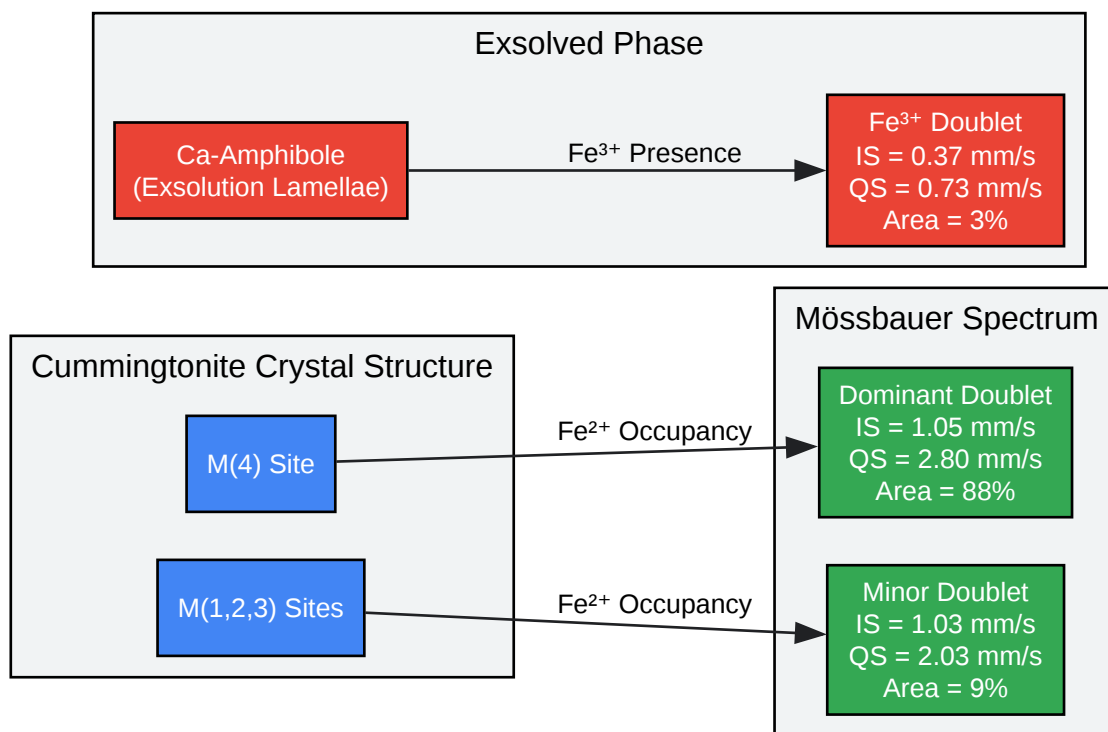 Exsolved Phase
Ca-Amphibole
(Exsolution Lamellae)
Fe³⁺ Presence
Fe³⁺ Doublet
IS = 0.37 mm/s
QS = 0.73 mm/s
Area = 3%
Cummingtonite Crystal Structure
M(4) Site
M(1,2,3) Sites
Fe²⁺ Occupancy
Fe²⁺ Occupancy
Mössbauer Spectrum
Dominant Doublet
IS = 1.05 mm/s
QS = 2.80 mm/s
Area = 88%
Minor Doublet
IS = 1.03 mm/s
QS = 2.03 mm/s
Area = 9%